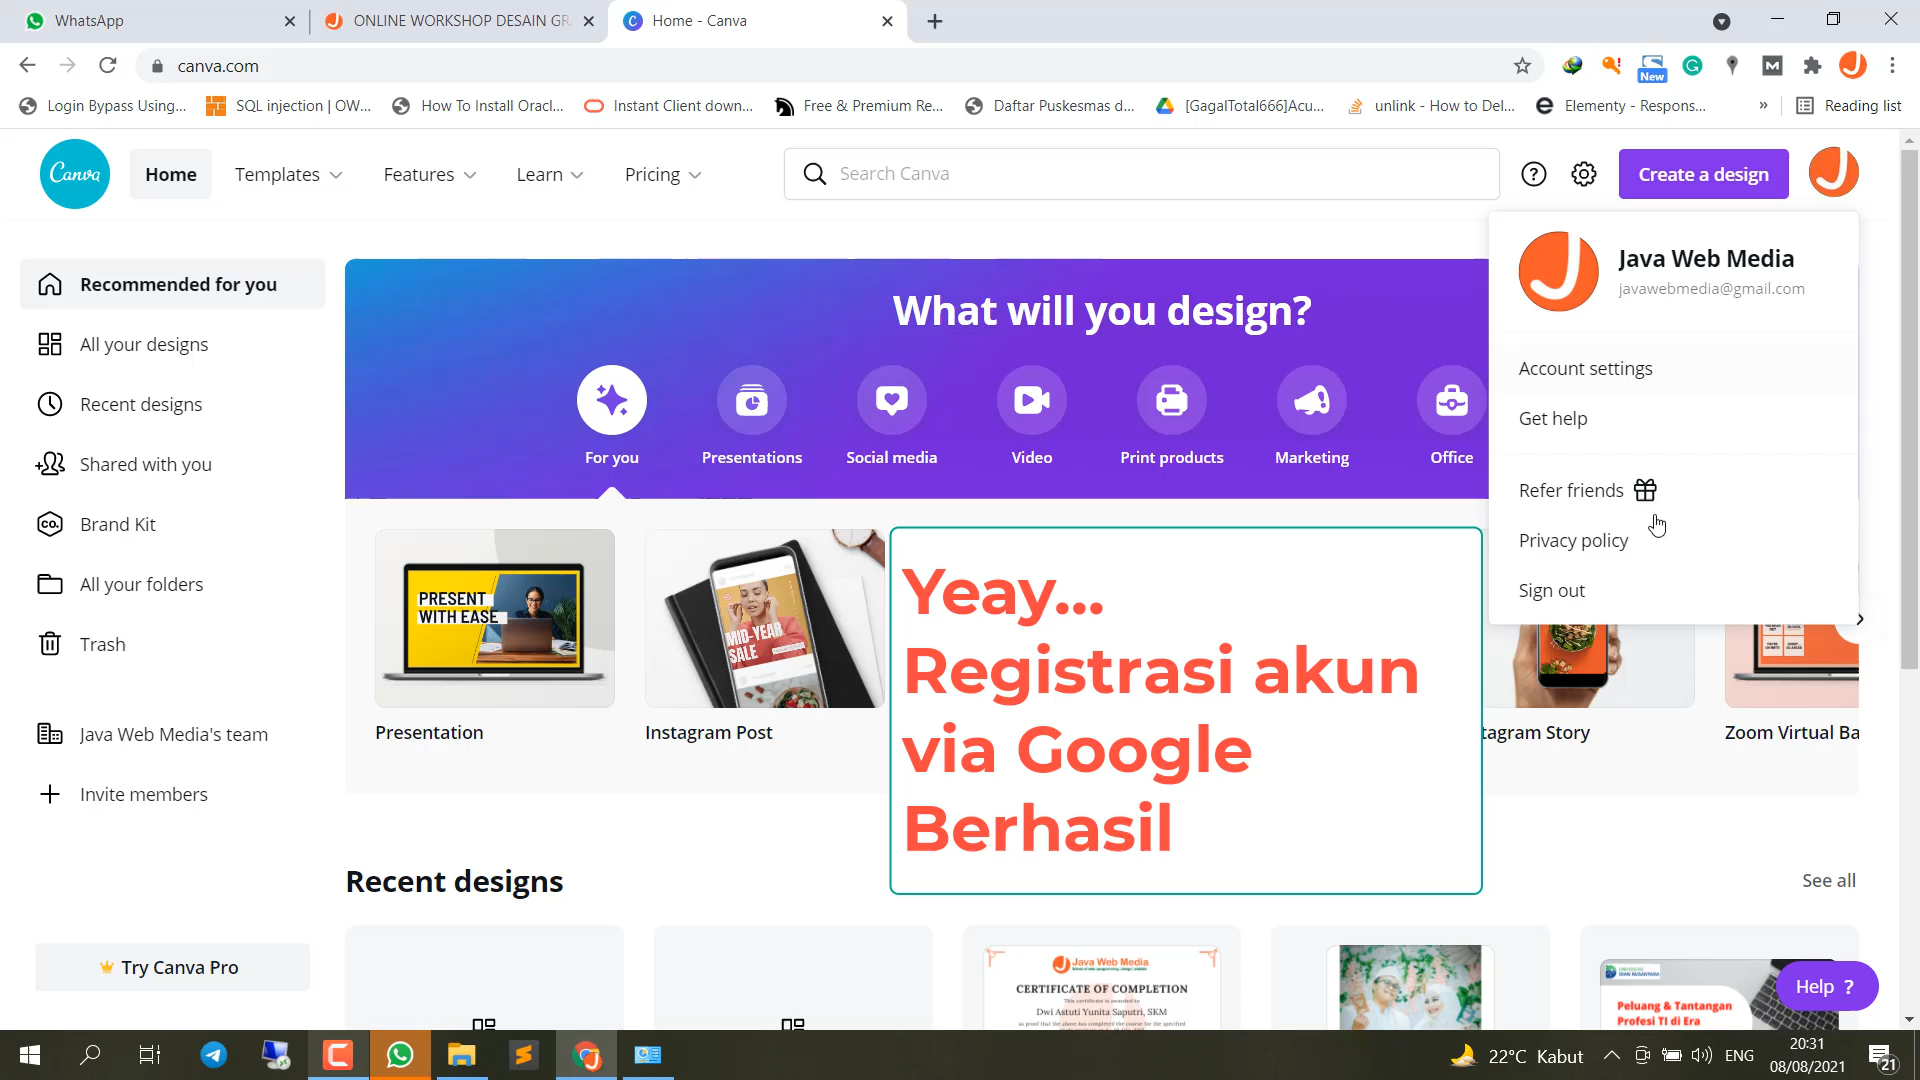 WhatsApp
ONLINE WORKSHOP DESAIN GR
Home - Canva
canva.com
New
Login Bypass Using...
SQL injection | OW...
How To Install Oracl...
Instant Client down...
Free & Premium Re...
Daftar Puskesmas d...
[GagalTotal666]Acu...
unlink - How to Del...
Elementy - Respons...
»
Reading list
Canva
Home
Templates
Features
Learn
Pricing
Search Canva
Create a design
Java Web Media
javawebmedia@gmail.com
Account settings
Get help
Refer friends
Privacy policy
Sign out
Recommended for you
All your designs
Recent designs
Shared with you
CO.
Brand Kit
All your folders
Trash
Java Web Media's team
Invite members
Try Canva Pro
What will you design?
For you
Presentations
Social media
Video
Print products
Marketing
Office
PRESENT
WITH EASE
MID-YEAR
SALE
Presentation
Instagram Post
tagram Story
Zoom Virtual Ba
Yeay...
Registrasi akun
via Google
Berhasil
Recent designs
See all
Java Web Media
CERTIFICATE OF COMPLETION
This certificate is awarded to
Dwi Astuti Yunita Saputri, SKM
Peluang & Tantangan
Profesi TI di Era
Help ?
22°C Kabut
ENG
20:31
08/08/2021
21